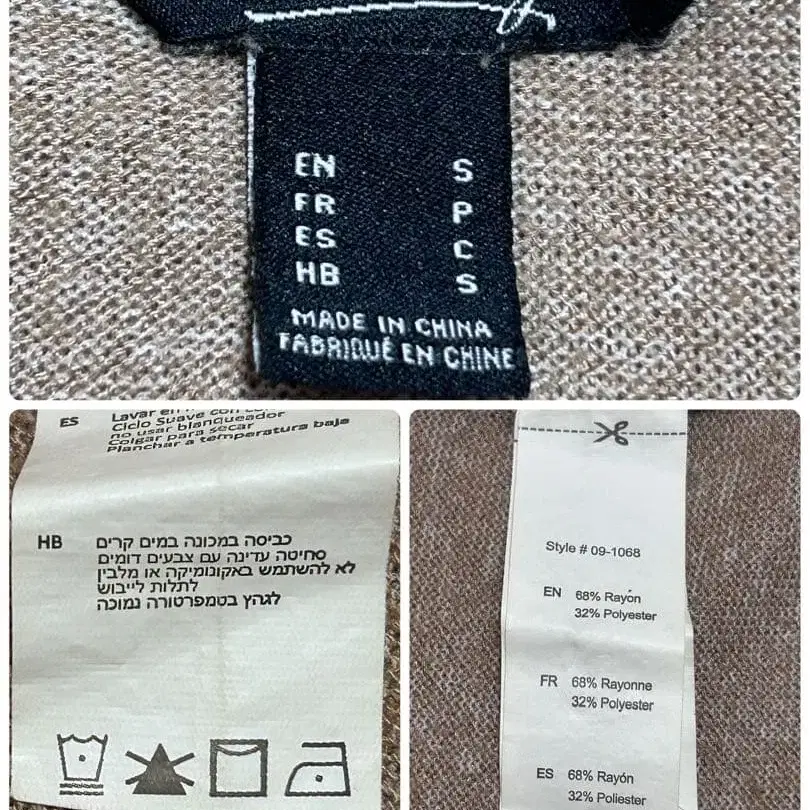 EN S
FR P
ES C
HB S
MADE IN CHINA
FABRIQUÉ EN CHINE
ES Lavar en
Ciclo Suave con
no usar blanqueador
Colgar para secar
Planchar a temperatura baja
HB כביסה במכונה במים קרים
סחיטה עדינה עם צבעים דומים
לא להשתמש באקונומיקה או מלבין
לתלות לייבוש
לגהץ בטמפרטורה נמוכה
Style # 09-1068
EN 68% Rayon
32% Polyester
FR 68% Rayonne
32% Polyester
ES 68% Rayón
32% Poliester